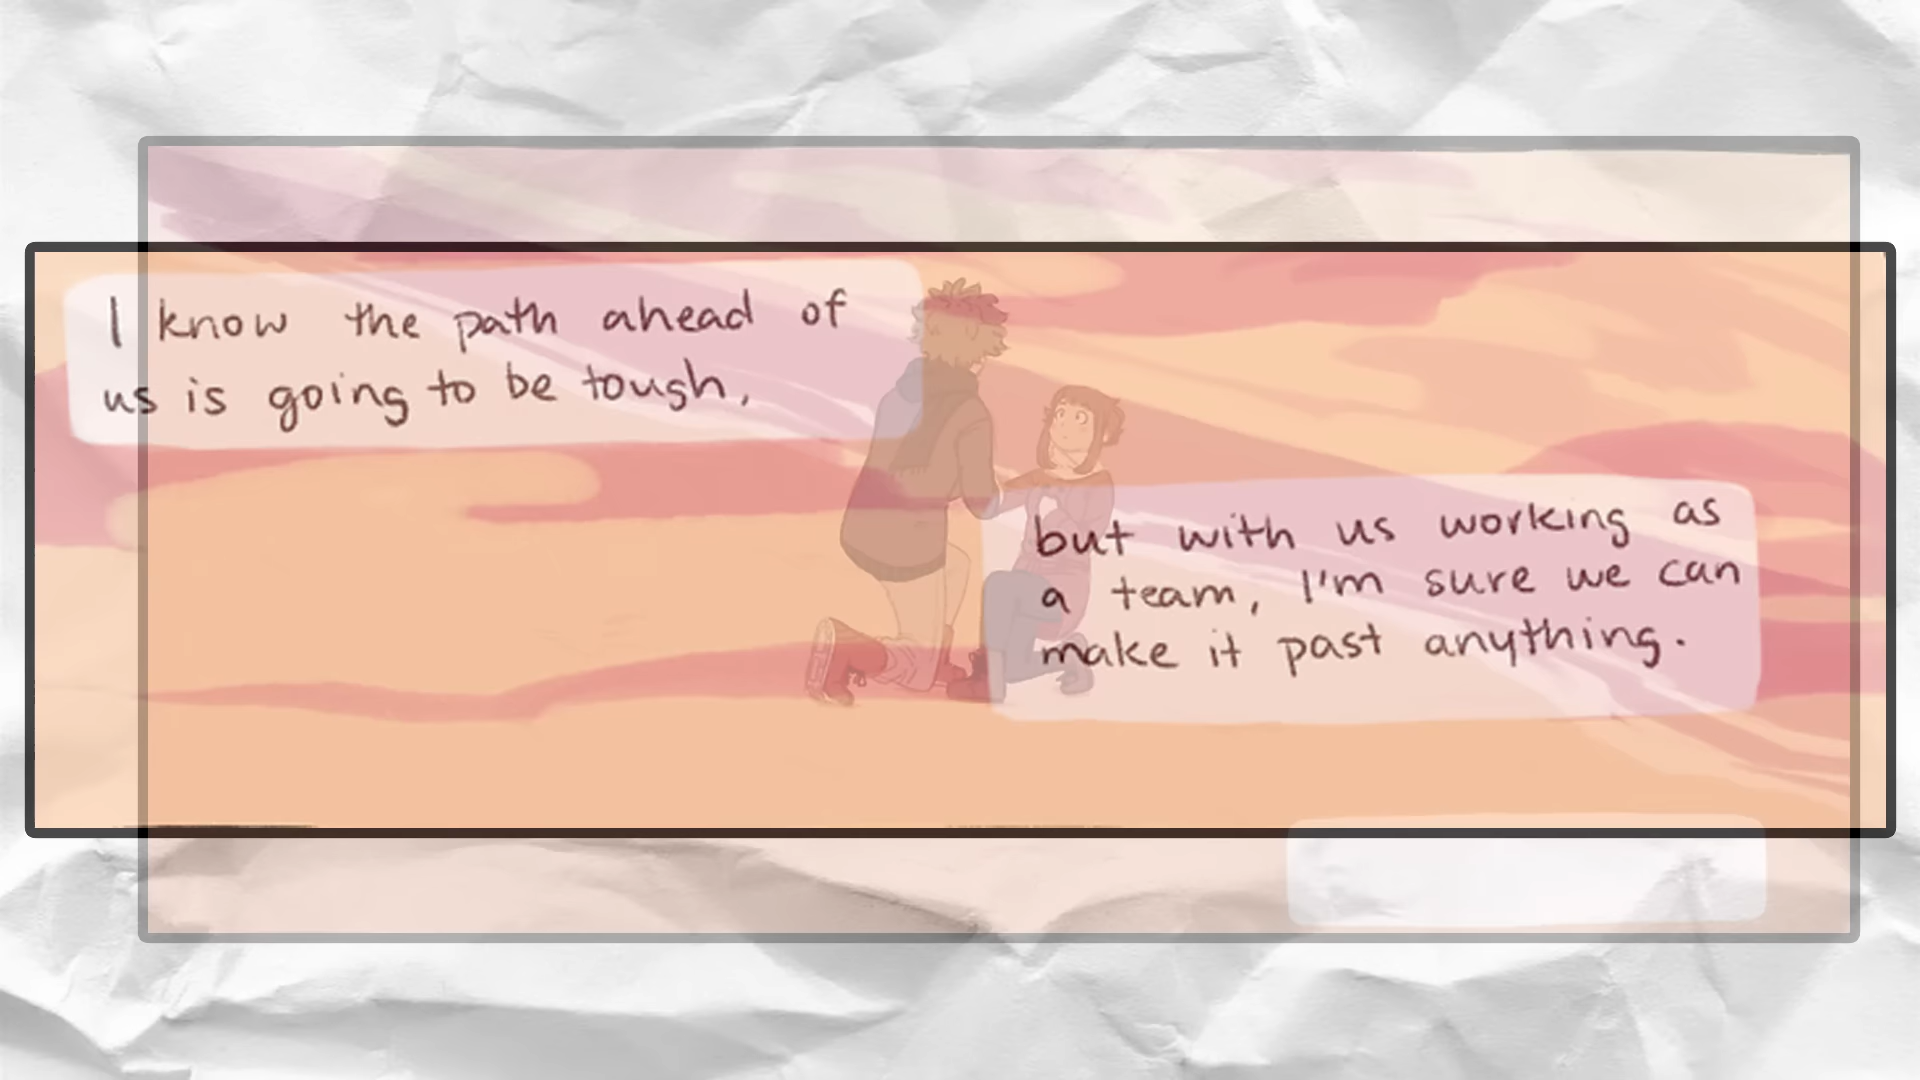 I know the path ahead of
us is going to be tough,
but with us working as
a team, I'm sure we can
make it past anything.